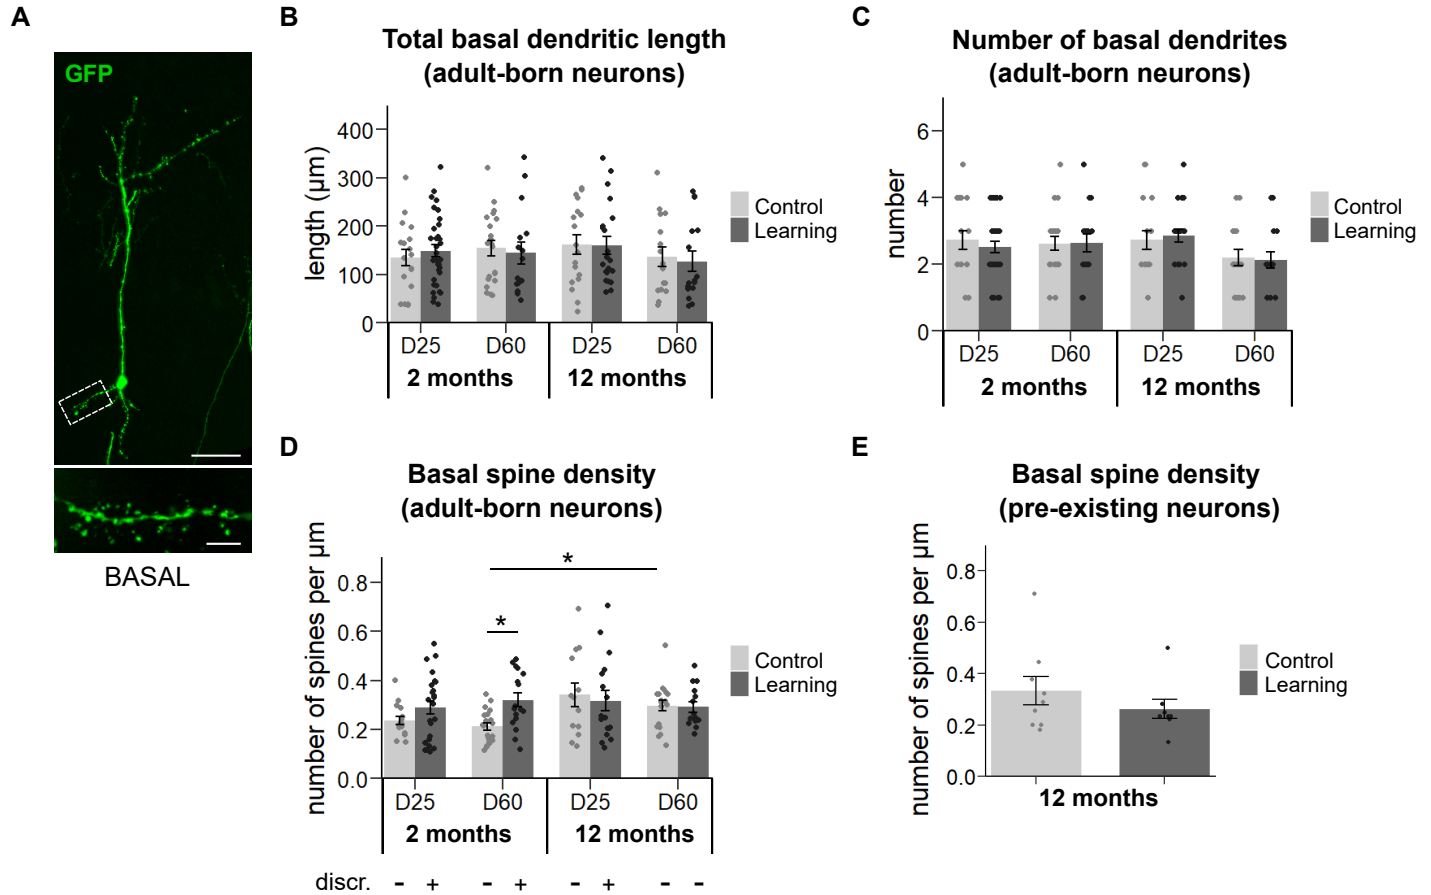 A
GFP
BASAL
B
Total basal dendritic length
(adult-born neurons)
length (µm)
400
300
200
100
0
D25 D60 D25 D60
2 months 12 months
Control
Learning
C
Number of basal dendrites
(adult-born neurons)
number
6
4
2
0
D25 D60 D25 D60
2 months 12 months
Control
Learning
D
Basal spine density
(adult-born neurons)
number of spines per µm
0.8
0.6
0.4
0.2
0.0
*
*
D25 D60 D25 D60
2 months 12 months
discr. - + - + - + - -
Control
Learning
E
Basal spine density
(pre-existing neurons)
number of spines per µm
0.8
0.6
0.4
0.2
0.0
12 months
Control
Learning